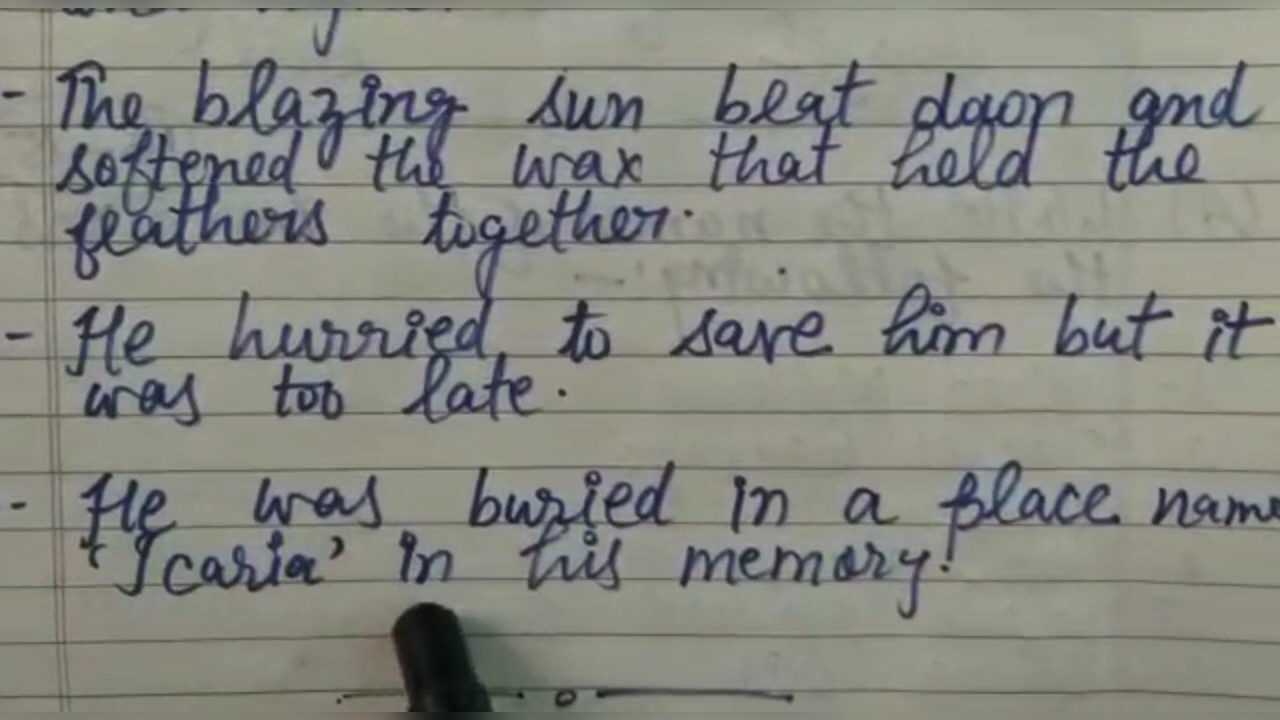 - The blazing sun beat down and
softened the wax that held the
feathers together.
- He hurried to save him but it
was too late.
- He was buried in a place name
'Icaria' in his memory.